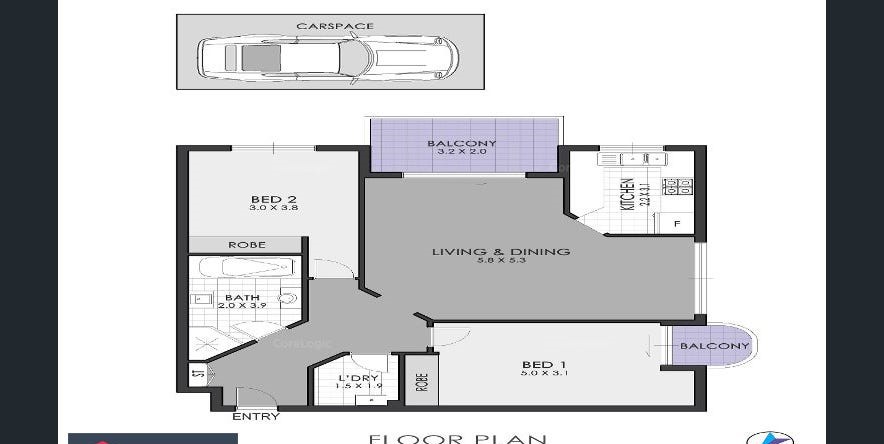 CARSPACE
BALCONY
3.2 X 2.0
BED 2
3.0 X 3.8
KITCHEN
2.2 X 3.1
F
ROBE
LIVING & DINING
5.8 X 5.3
BATH
2.0 X 3.9
CoreLogic
BALCONY
BED 1
5.0 X 3.1
ST
L'DRY
1.5 X 1.9
ROBE
ENTRY
FLOOR PLAN